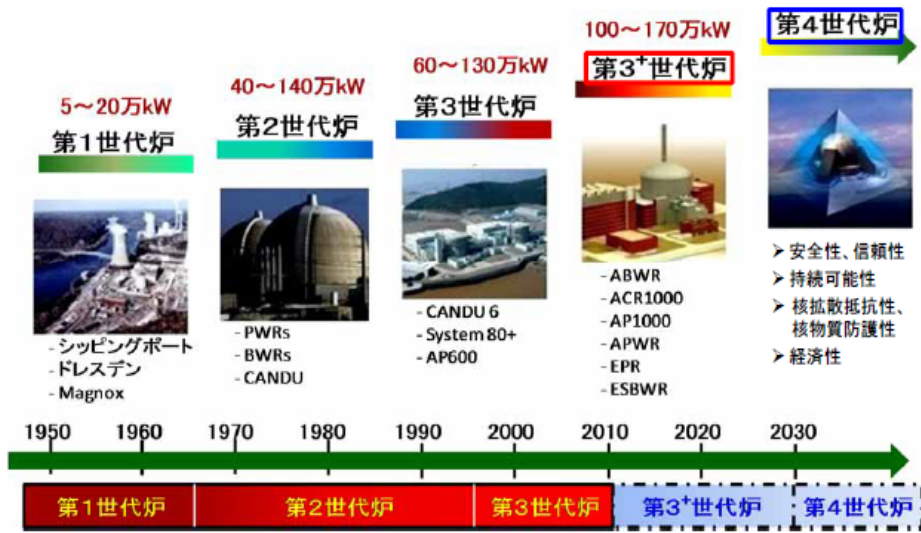 5～20万kW
第1世代炉
- シッピングポート
- ドレスデン
- Magnox
40～140万kW
第2世代炉
- PWRs
- BWRs
- CANDU
60～130万kW
第3世代炉
- CANDU 6
- System 80+
- AP600
100～170万kW
第3+世代炉
- ABWR
- ACR1000
- AP1000
- APWR
- EPR
- ESBWR
第4世代炉
➤ 安全性、信頼性
➤ 持続可能性
➤ 核拡散抵抗性、
核物質防護性
➤ 経済性
1950 1960 1970 1980 1990 2000 2010 2020 2030
第1世代炉 第2世代炉 第3世代炉 第3+世代炉 第4世代炉